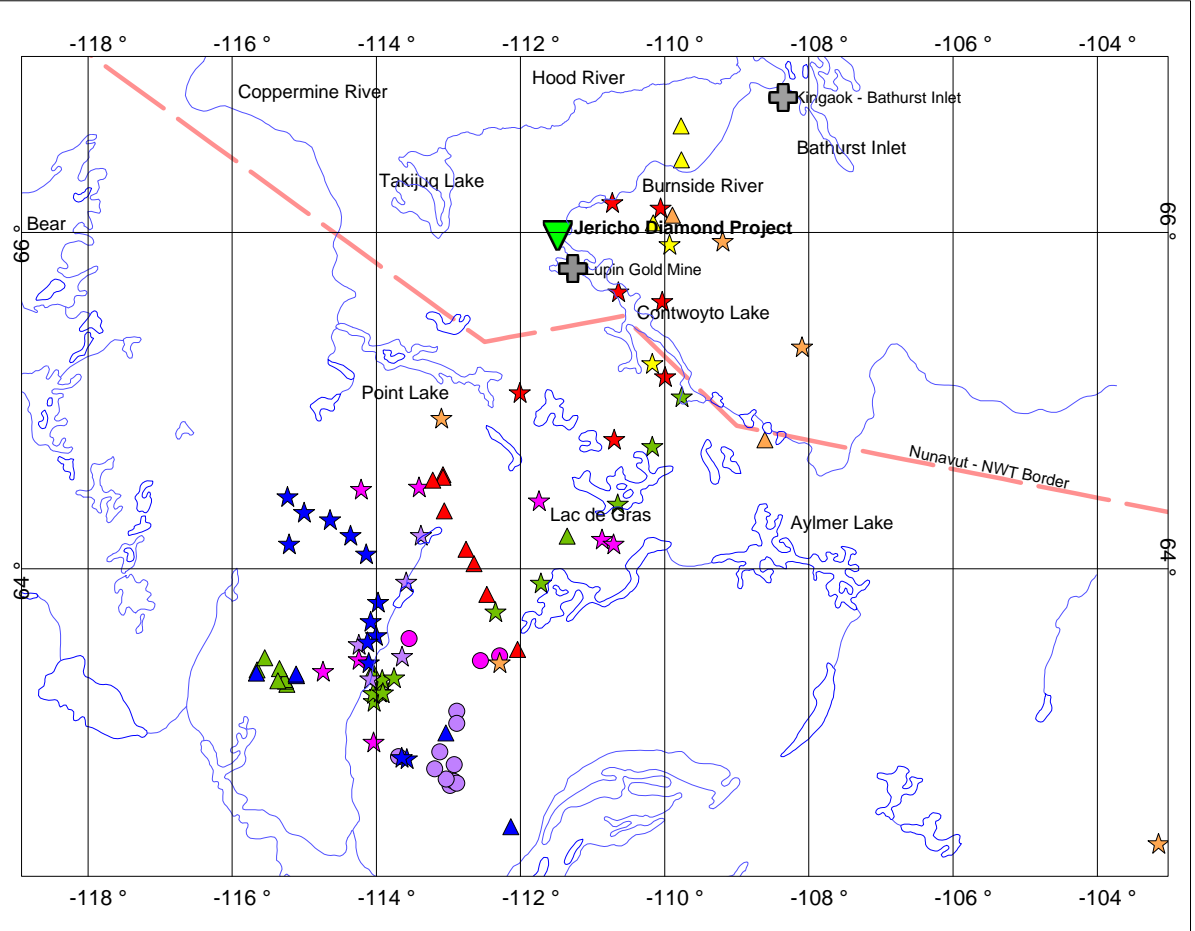 -118 ° -116 ° -114 ° -112 ° -110 ° -108 ° -106 ° -104 °
Hood River
Coppermine River
Kingaok - Bathurst Inlet
Bathurst Inlet
Takijuq Lake
Burnside River
Bear
Jericho Diamond Project
66 °
66 °
Lupin Gold Mine
Contwoyto Lake
Point Lake
Nunavut - NWT Border
Lac de Gras
Aylmer Lake
64 °
64 °
-118 ° -116 ° -114 ° -112 ° -110 ° -108 ° -106 ° -104 °